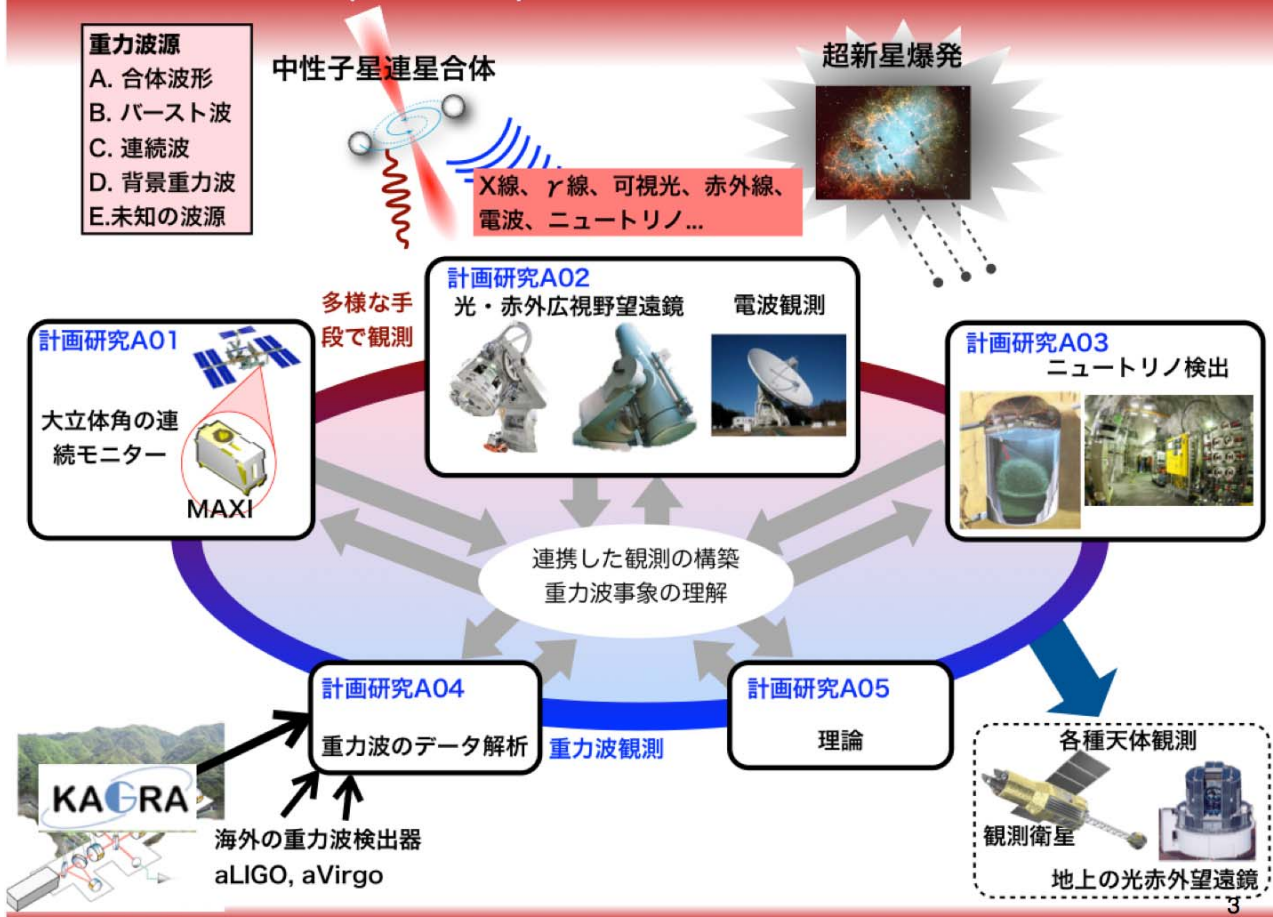 重力波源
A. 合体波形
B. バースト波
C. 連続波
D. 背景重力波
E.未知の波源
中性子星連星合体
超新星爆発
X線、γ線、可視光、赤外線、
電波、ニュートリノ...
多様な手
段で観測
計画研究A01
大立体角の連
続モニター
MAXI
計画研究A02
光・赤外広視野望遠鏡
電波観測
計画研究A03
ニュートリノ検出
連携した観測の構築
重力波事象の理解
計画研究A04
重力波のデータ解析
重力波観測
計画研究A05
理論
KAGRA
海外の重力波検出器
aLIGO, aVirgo
各種天体観測
観測衛星
地上の光赤外望遠鏡
3